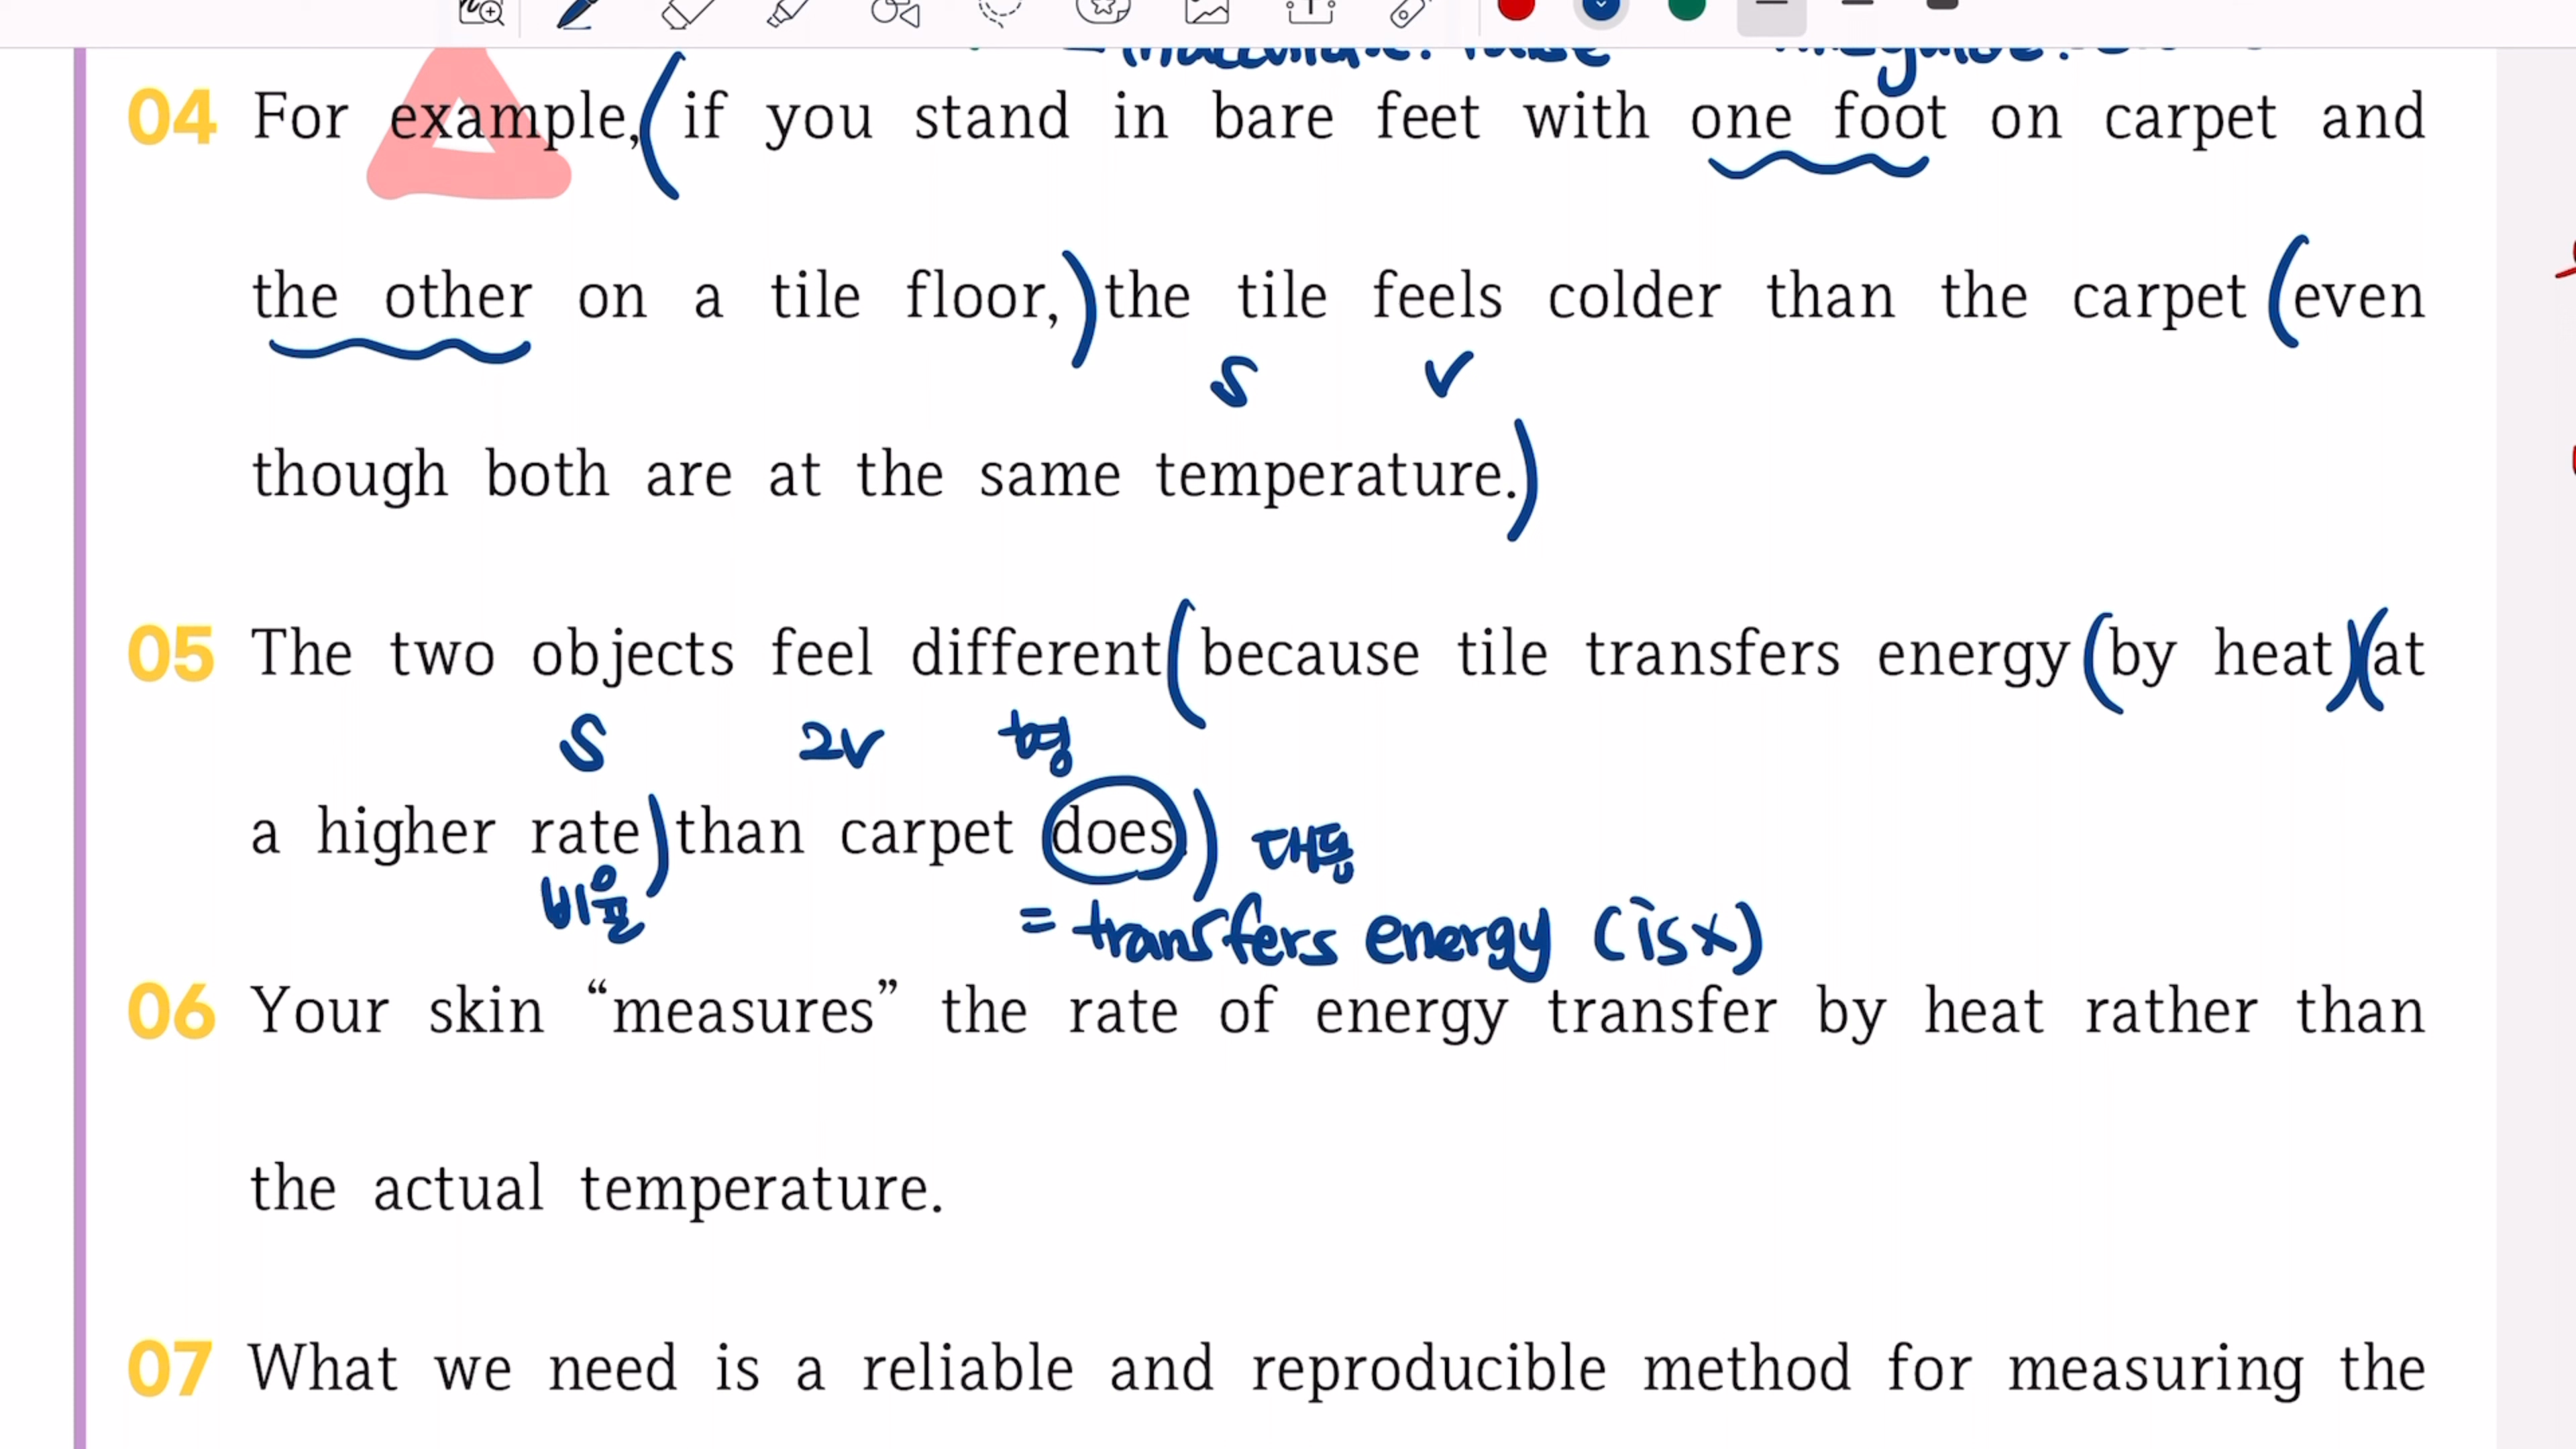 04 For example, (if you stand in bare feet with one foot on carpet and
the other on a tile floor,) the tile feels colder than the carpet (even
S V
though both are at the same temperature.)
05 The two objects feel different (because tile transfers energy (by heat) (at
S 2V 형
a higher rate) than carpet does.) 대동
비율
= transfers energy (is x)
06 Your skin “measures” the rate of energy transfer by heat rather than
the actual temperature.
07 What we need is a reliable and reproducible method for measuring the